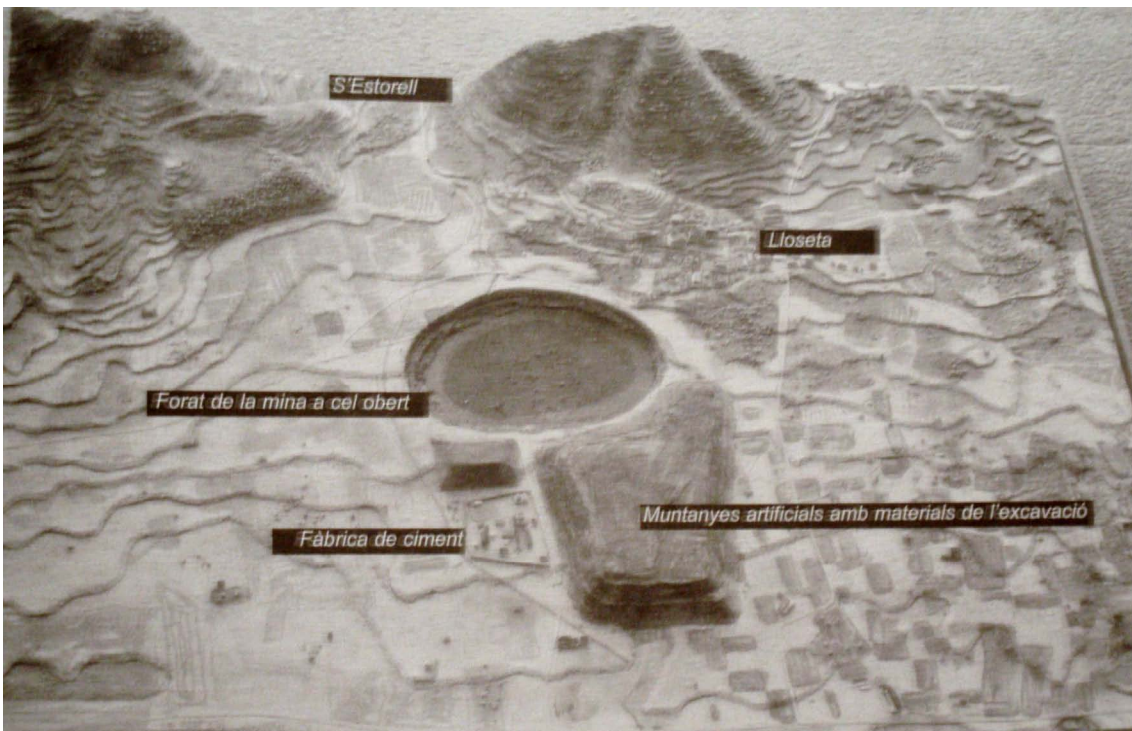 S'Estorell
Lloseta
Forat de la mina a cel obert
Muntanyes artificials amb materials de l'excavació
Fàbrica de ciment